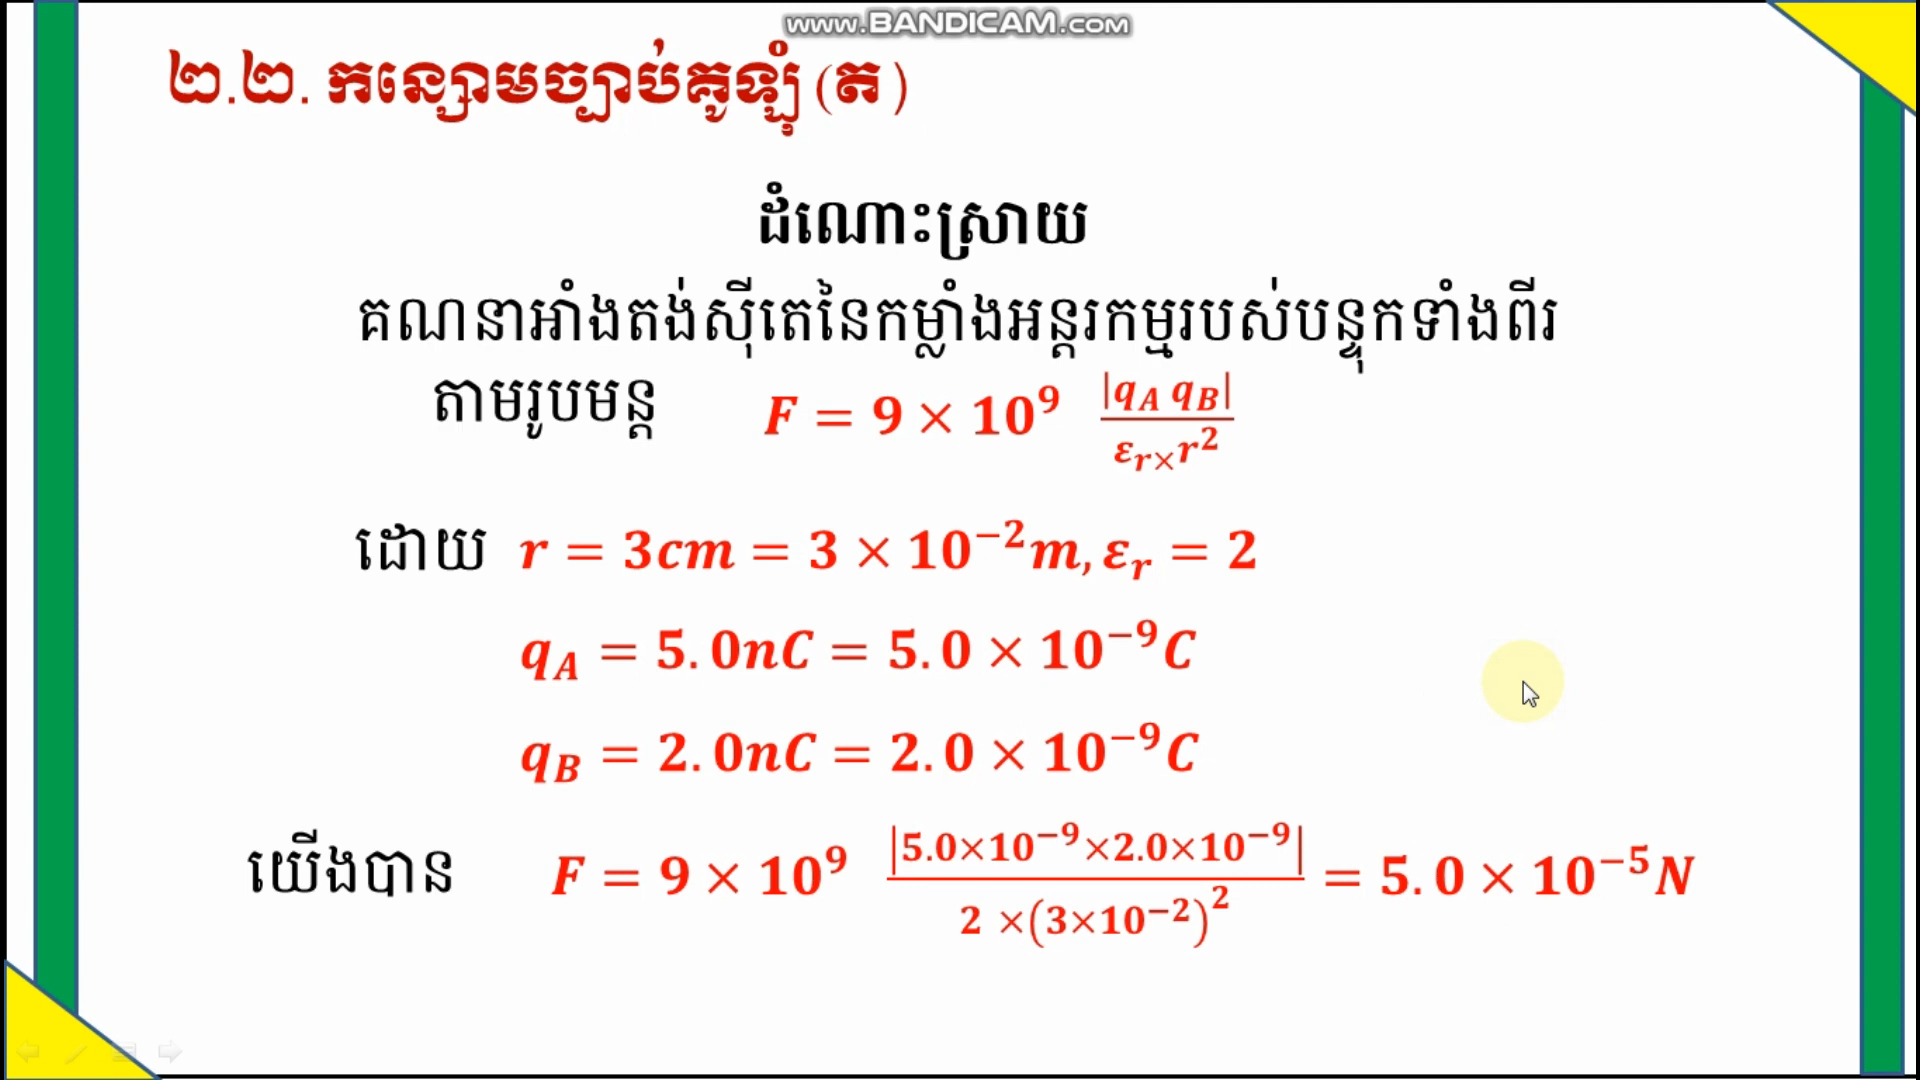 www.BANDICAM.com
២.២. កន្សោមច្បាប់គូឡុំ (ត)
ដំណោះស្រាយ
គណនាអាំងតង់ស៊ីតេនៃកម្លាំងអន្តរកម្មរបស់បន្ទុកទាំងពីរ
តាមរូបមន្ត F = 9 × 10⁹ |q_A q_B| / ε_r× r²
ដោយ r = 3cm = 3 × 10⁻²m, ε_r = 2
q_A = 5.0nC = 5.0 × 10⁻⁹C
q_B = 2.0nC = 2.0 × 10⁻⁹C
យើងបាន F = 9 × 10⁹ |5.0×10⁻⁹×2.0×10⁻⁹| / 2 ×(3×10⁻²)² = 5.0 × 10⁻⁵N